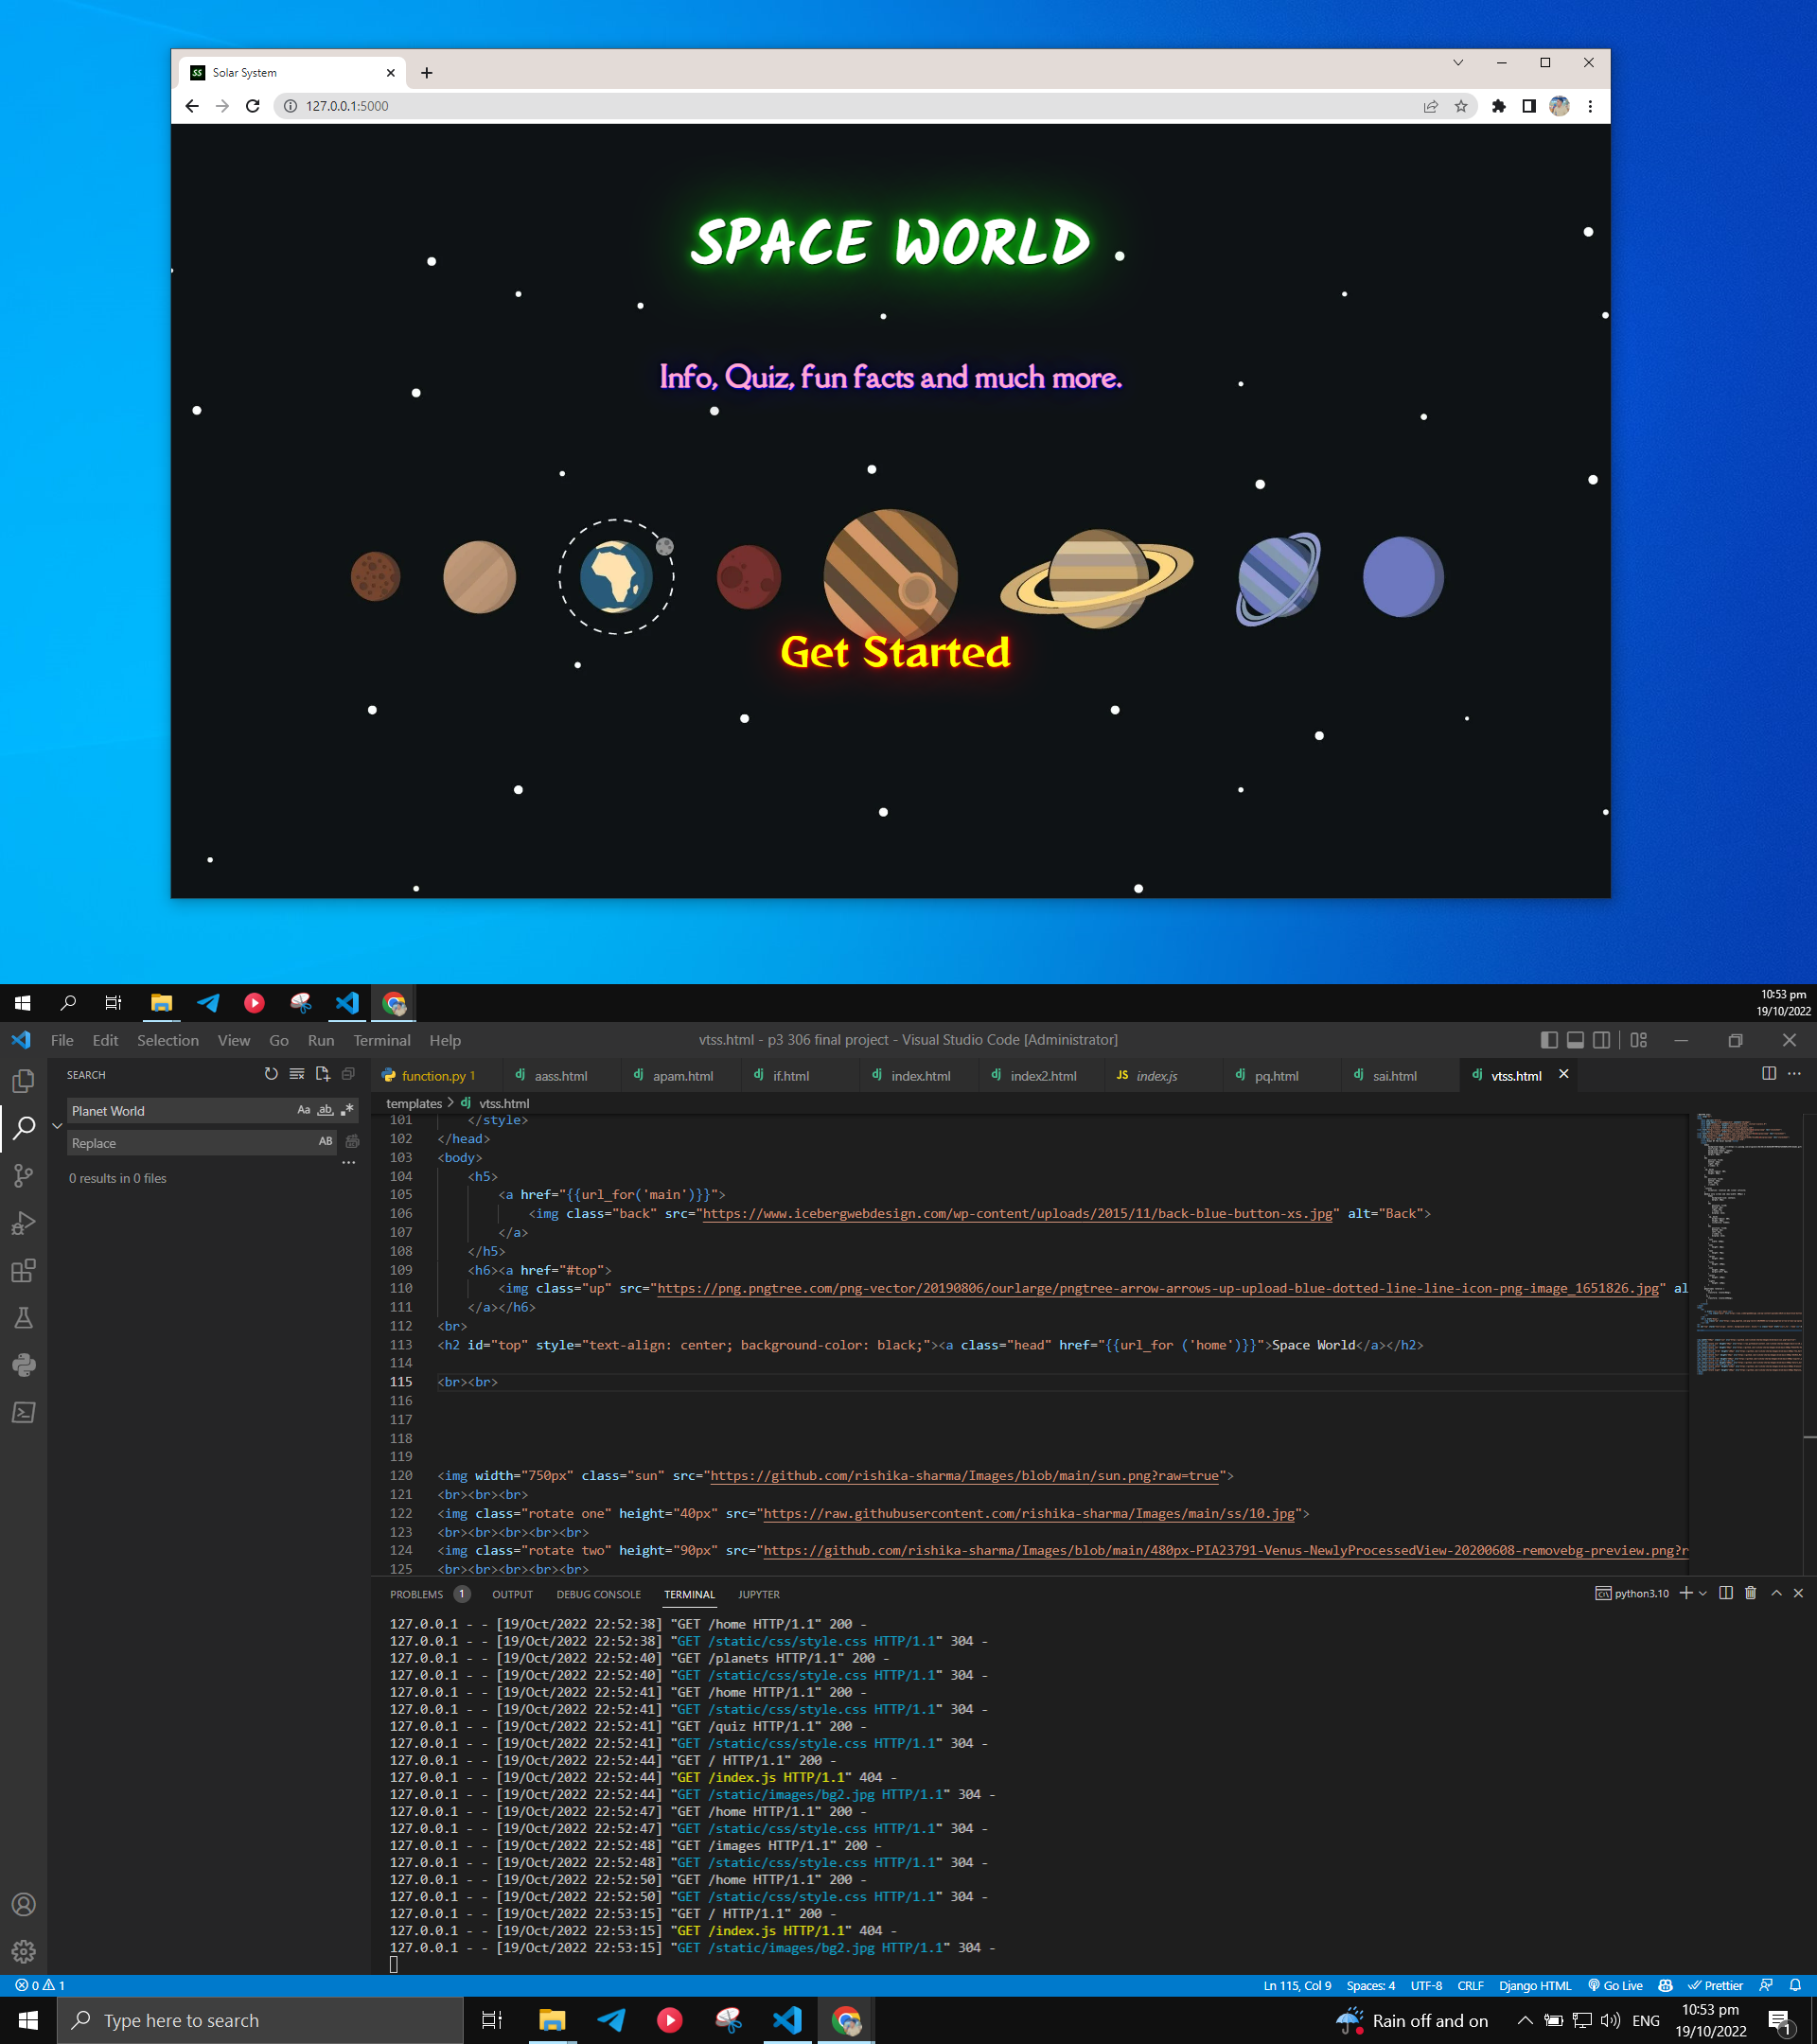 Solar System
127.0.0.1:5000
SPACE WORLD
Info, Quiz, fun facts and much more.
Get Started
10:53 pm
19/10/2022
File Edit Selection View Go Run Terminal Help
vtss.html - p3 306 final project - Visual Studio Code [Administrator]
SEARCH
Planet World
Aa ab *
Replace
AB
0 results in 0 files
function.py 1
aass.html
apam.html
if.html
index.html
index2.html
JS index.js
pq.html
sai.html
vtss.html
templates > dj vtss.html
101 </style>
102 </head>
103 <body>
104 <h5>
105 <a href="{{url_for('main')}}">
106 <img class="back" src="https://www.icebergwebdesign.com/wp-content/uploads/2015/11/back-blue-button-xs.jpg" alt="Back">
107 </a>
108 </h5>
109 <h6><a href="#top">
110 <img class="up" src="https://png.pngtree.com/png-vector/20190806/ourlarge/pngtree-arrow-arrows-up-upload-blue-dotted-line-line-icon-png-image_1651826.jpg" al
111 </a></h6>
112 <br>
113 <h2 id="top" style="text-align: center; background-color: black;"><a class="head" href="{{url_for ('home')}}">Space World</a></h2>
114
115 <br><br>
116
117
118
119
120 <img width="750px" class="sun" src="https://github.com/rishika-sharma/Images/blob/main/sun.png?raw=true">
121 <br><br><br>
122 <img class="rotate one" height="40px" src="https://raw.githubusercontent.com/rishika-sharma/Images/main/ss/10.jpg">
123 <br><br><br><br><br>
124 <img class="rotate two" height="90px" src="https://github.com/rishika-sharma/Images/blob/main/480px-PIA23791-Venus-NewlyProcessedView-20200608-removebg-preview.png?r
125 <br><br><br><br><br>
PROBLEMS 1 OUTPUT DEBUG CONSOLE TERMINAL JUPYTER
python3.10
127.0.0.1 - - [19/Oct/2022 22:52:38] "GET /home HTTP/1.1" 200 -
127.0.0.1 - - [19/Oct/2022 22:52:38] "GET /static/css/style.css HTTP/1.1" 304 -
127.0.0.1 - - [19/Oct/2022 22:52:40] "GET /planets HTTP/1.1" 200 -
127.0.0.1 - - [19/Oct/2022 22:52:40] "GET /static/css/style.css HTTP/1.1" 304 -
127.0.0.1 - - [19/Oct/2022 22:52:41] "GET /home HTTP/1.1" 200 -
127.0.0.1 - - [19/Oct/2022 22:52:41] "GET /static/css/style.css HTTP/1.1" 304 -
127.0.0.1 - - [19/Oct/2022 22:52:41] "GET /quiz HTTP/1.1" 200 -
127.0.0.1 - - [19/Oct/2022 22:52:41] "GET /static/css/style.css HTTP/1.1" 304 -
127.0.0.1 - - [19/Oct/2022 22:52:44] "GET / HTTP/1.1" 200 -
127.0.0.1 - - [19/Oct/2022 22:52:44] "GET /index.js HTTP/1.1" 404 -
127.0.0.1 - - [19/Oct/2022 22:52:44] "GET /static/images/bg2.jpg HTTP/1.1" 304 -
127.0.0.1 - - [19/Oct/2022 22:52:47] "GET /home HTTP/1.1" 200 -
127.0.0.1 - - [19/Oct/2022 22:52:47] "GET /static/css/style.css HTTP/1.1" 304 -
127.0.0.1 - - [19/Oct/2022 22:52:48] "GET /images HTTP/1.1" 200 -
127.0.0.1 - - [19/Oct/2022 22:52:48] "GET /static/css/style.css HTTP/1.1" 304 -
127.0.0.1 - - [19/Oct/2022 22:52:50] "GET /home HTTP/1.1" 200 -
127.0.0.1 - - [19/Oct/2022 22:52:50] "GET /static/css/style.css HTTP/1.1" 304 -
127.0.0.1 - - [19/Oct/2022 22:53:15] "GET / HTTP/1.1" 200 -
127.0.0.1 - - [19/Oct/2022 22:53:15] "GET /index.js HTTP/1.1" 404 -
127.0.0.1 - - [19/Oct/2022 22:53:15] "GET /static/images/bg2.jpg HTTP/1.1" 304 -
0 1
Ln 115, Col 9 Spaces: 4 UTF-8 CRLF Django HTML Go Live Prettier
Type here to search
Rain off and on
ENG
10:53 pm
19/10/2022
1